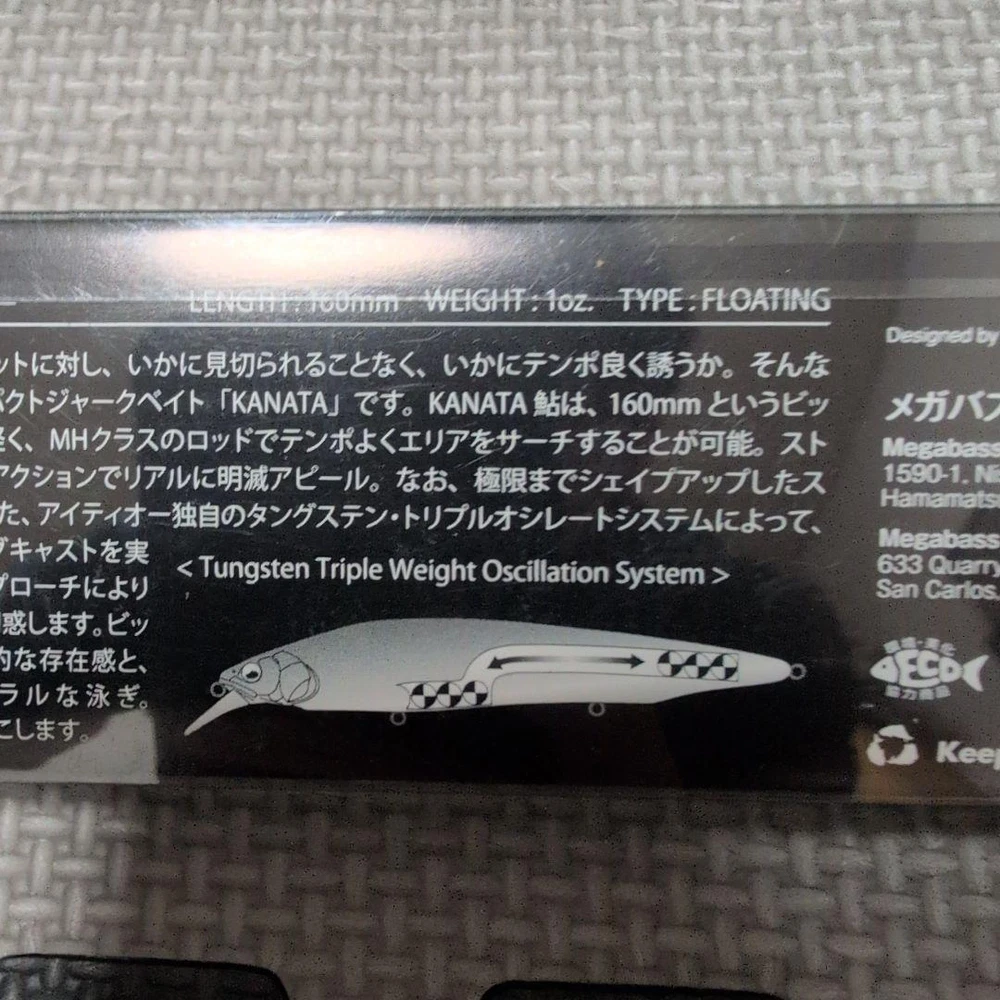 LENGTH : 160mm WEIGHT : 1oz. TYPE : FLOATING
ットに対し、いかに見切られることなく、いかにテンポ良く誘うか。そんな
パクトジャークベイト「KANATA」です。KANATA 鮎は、160mm というビッ
軽く、MHクラスのロッドでテンポよくエリアをサーチすることが可能。スト
アクションでリアルに明滅アピール。なお、極限までシェイプアップしたス
た、アイティオー独自のタングステン・トリプルオシレートシステムによって、
グキャストを実
プローチにより
惑します。ビッ
的な存在感と、
ラルな泳ぎ。
こします。
< Tungsten Triple Weight Oscillation System >
Designed by
メガバス
Megabass
1590-1. 
Hamamats
Megabass
633 Quarry
San Carlos.
環境・美化
ECO
協力商品
Keep